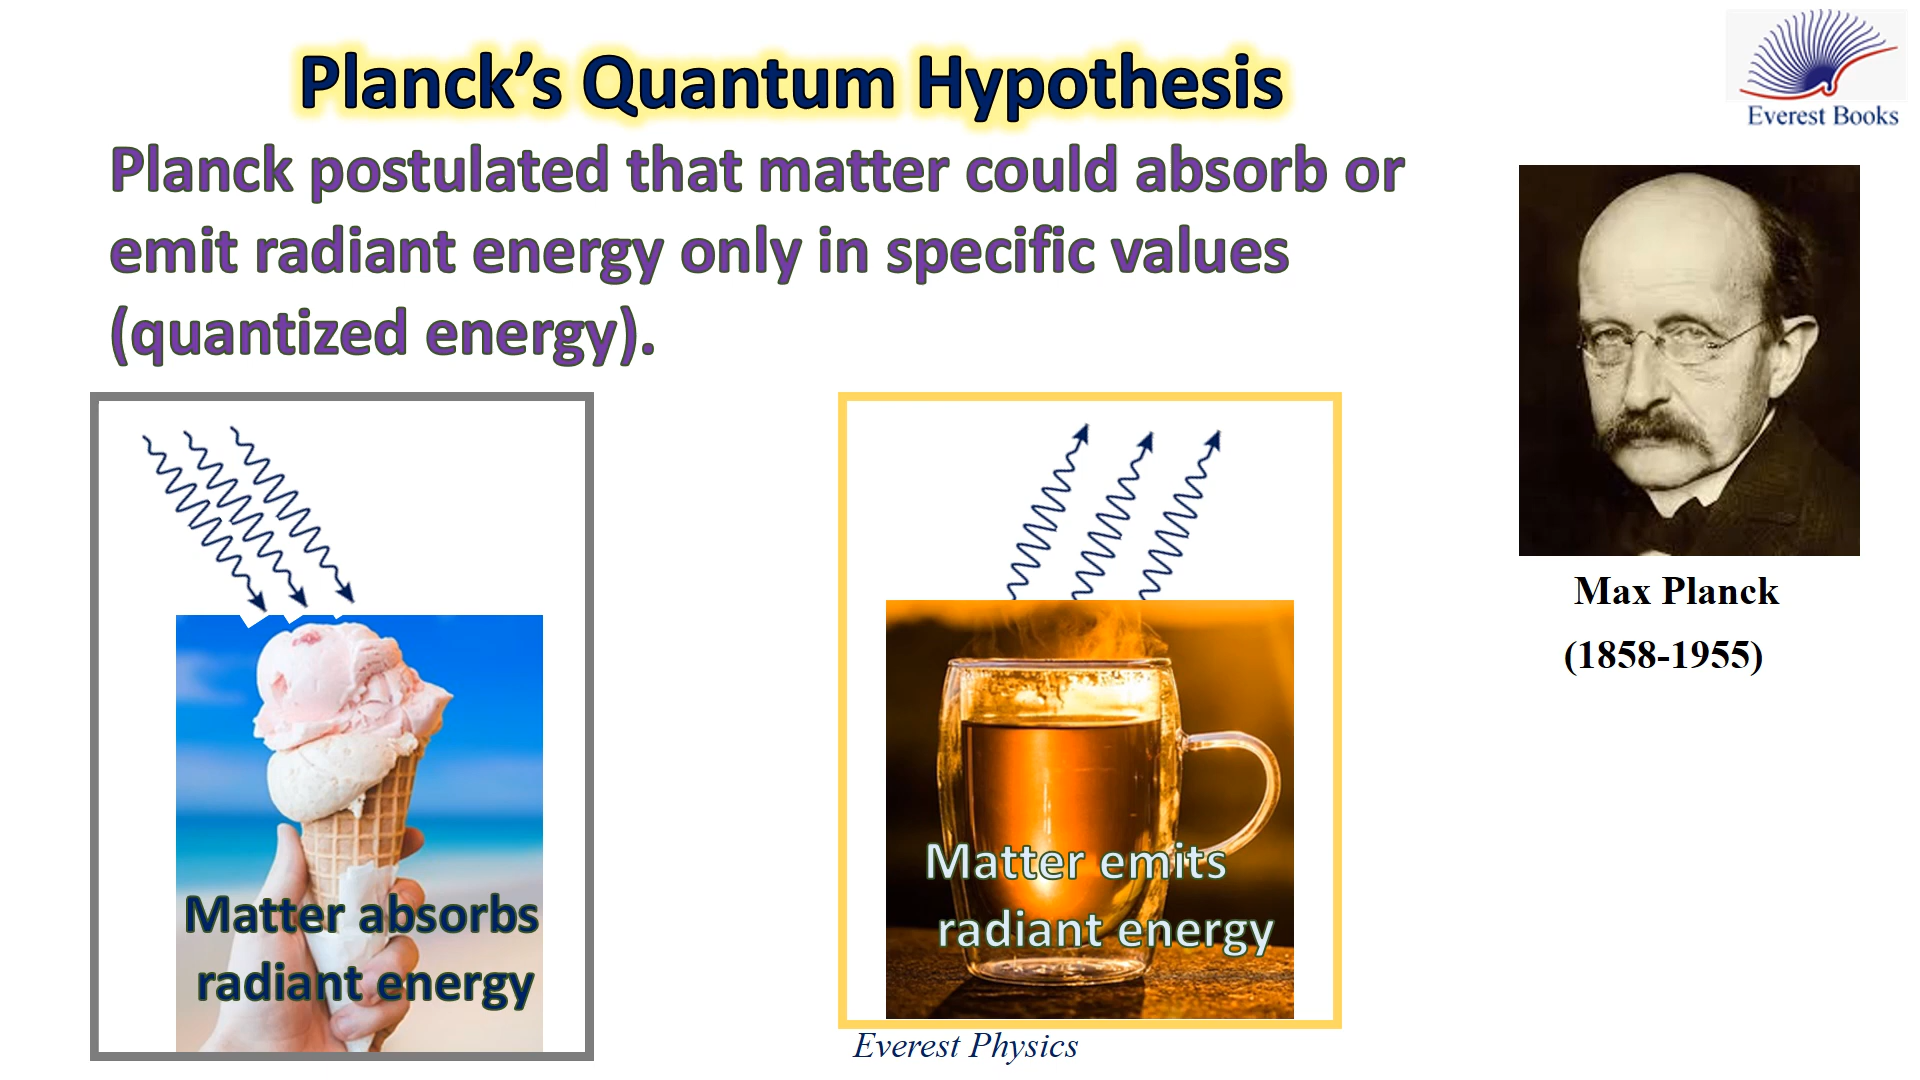 Planck’s Quantum Hypothesis
Everest Books
Planck postulated that matter could absorb or
emit radiant energy only in specific values
(quantized energy).
Max Planck
(1858-1955)
Matter absorbs
radiant energy
Matter emits
radiant energy
Everest Physics